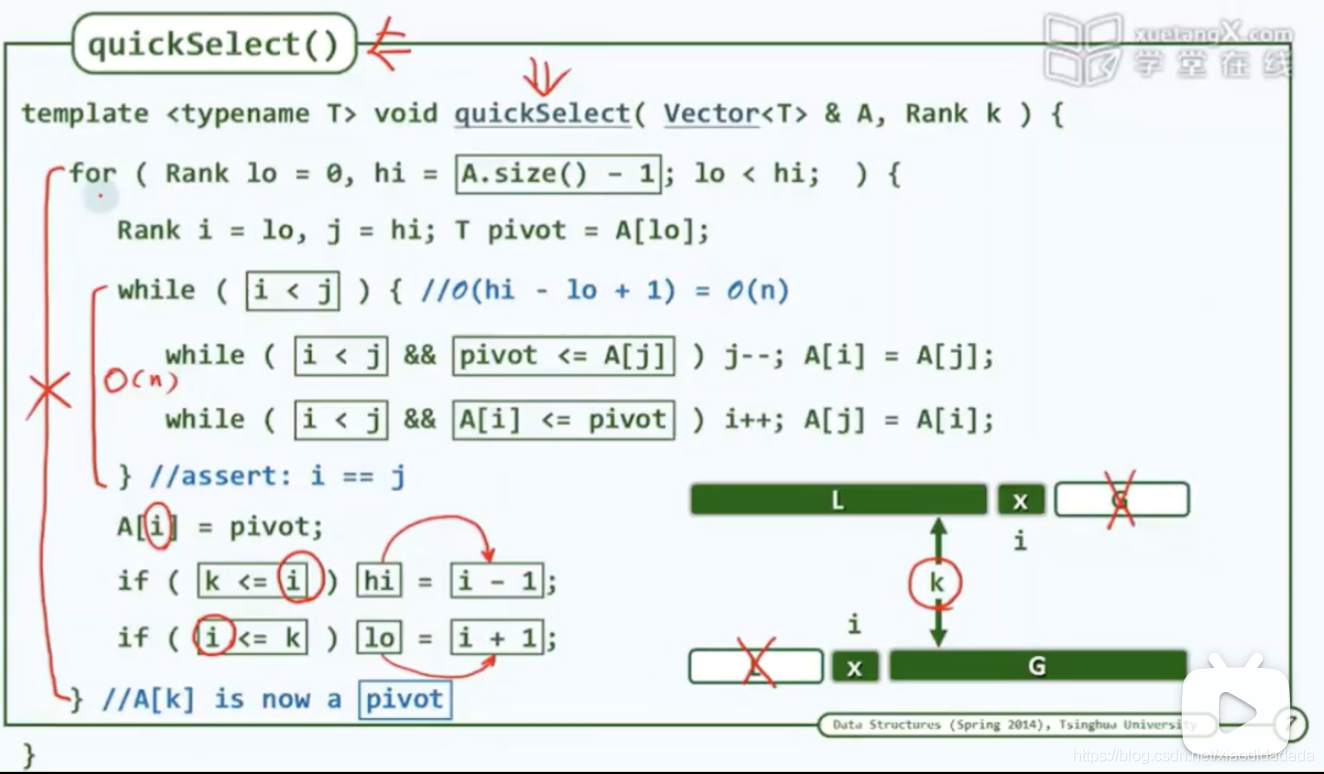 quickSelect()
xuetangX.com
学堂在线
template <typename T> void quickSelect( Vector<T> & A, Rank k ) {
for ( Rank lo = 0, hi = A.size() - 1; lo < hi;  ) {
Rank i = lo, j = hi; T pivot = A[lo];
while ( i < j ) { //O(hi - lo + 1) = O(n)
while ( i < j && pivot <= A[j] ) j--; A[i] = A[j];
O(n)
while ( i < j && A[i] <= pivot ) i++; A[j] = A[i];
} //assert: i == j
L x G
A[i] = pivot;
i
if ( k <= i ) hi = i - 1;
k
if ( i <= k ) lo = i + 1;
i
x G
} //A[k] is now a pivot
Data Structures (Spring 2014), Tsinghua University
7
}
https://blog.csdn.net/xiaodidadada